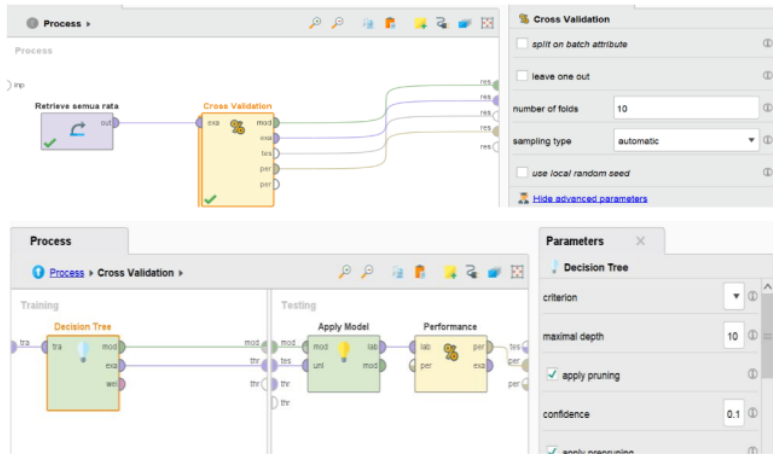 Process
Cross Validation
Process
split on batch attribute
leave one out
inp
res
Retrieve semua rata
Cross Validation
res
number of folds 10
out
exa mod
res
exa
res
sampling type automatic
tes
res
per
use local random seed
per
Hide advanced parameters
Process
Parameters
Process Cross Validation
Decision Tree
Training
Testing
criterion
Decision Tree
Apply Model
Performance
tra
tra mod
mod
mod
mod lab
lab per
tes
maximal depth 10
exa
thr
tes
unl mod
per exa
per
wei
thr
thr
per
apply pruning
thr
confidence 0.1
apply prepruning